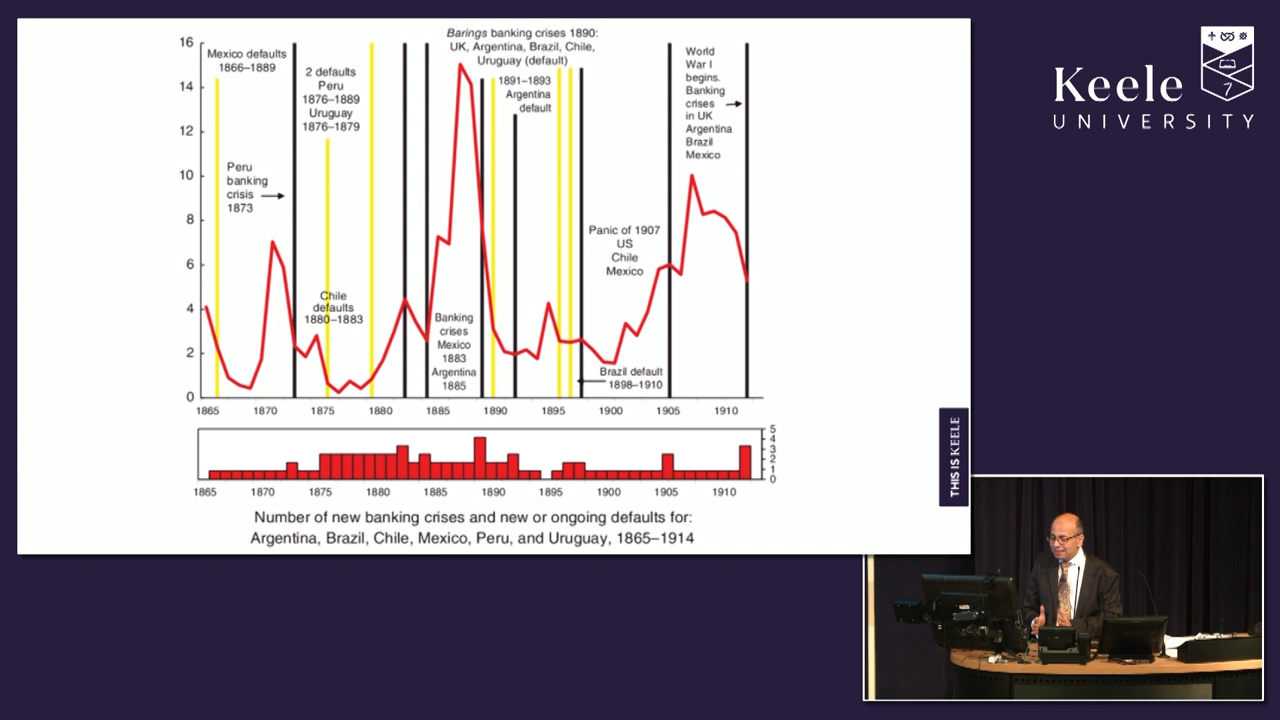 Barings banking crises 1890:
UK, Argentina, Brazil, Chile,
Uruguay (default)
Mexico defaults
1866–1889
2 defaults
Peru
1876–1889
Uruguay
1876–1879
1891–1893
Argentina
default
World
War I
begins.
Banking
crises
in UK
Argentina
Brazil
Mexico
Peru
banking
crisis
1873
Panic of 1907
US
Chile
Mexico
Chile
defaults
1880–1883
Banking
crises
Mexico
1883
Argentina
1885
Brazil default
1898–1910
16
14
12
10
8
6
4
2
0
1865 1870 1875 1880 1885 1890 1895 1900 1905 1910
5
4
3
2
1
0
1865 1870 1875 1880 1885 1890 1895 1900 1905 1910
Number of new banking crises and new or ongoing defaults for:
Argentina, Brazil, Chile, Mexico, Peru, and Uruguay, 1865–1914
Keele
UNIVERSITY
THIS IS KEELE